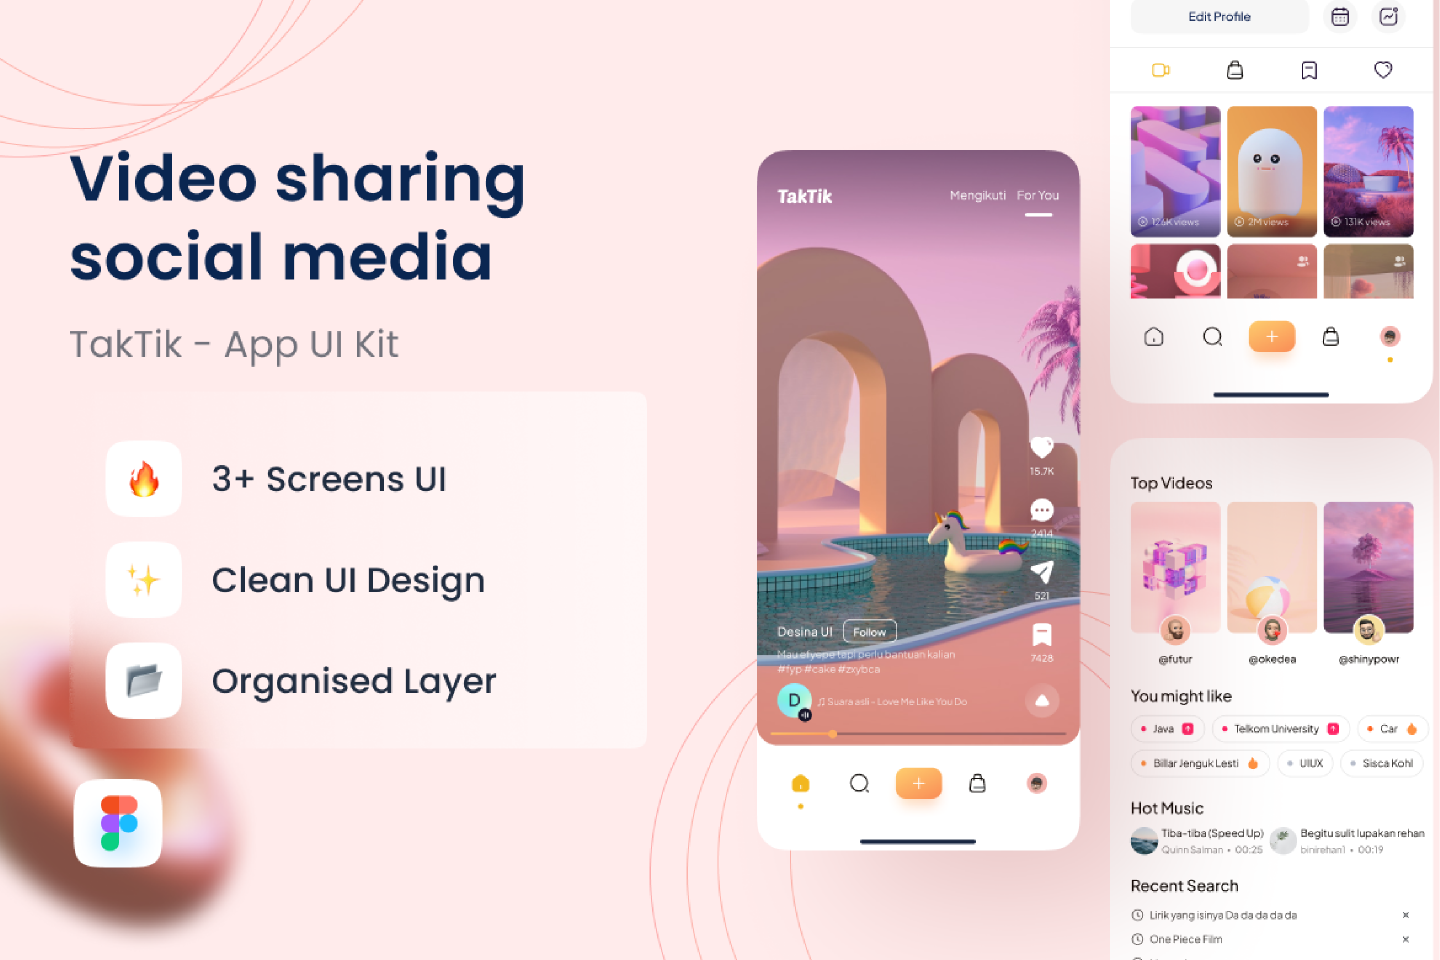 Video sharing
social media
TakTik - App UI Kit
3+ Screens UI
Clean UI Design
Organised Layer
TakTik
Mengikuti For You
15.7K
2414
521
7428
Desina UI Follow
Mau etyepe tapi perlu bantuan kalian
#fyp #cake #zxybca
D
Suara asli - Love Me Like You Do
Edit Profile
126K views
2M views
131K views
Top Videos
@futur
@okedea
@shinypowr
You might like
Java
Telkom University
Car
Billar Jenguk Lesti
UIUX
Sisca Kohl
Hot Music
Tiba-tiba (Speed Up)
Quinn Salman • 00:25
Begitu sulit lupakan rehan
binirehan1 • 00:19
Recent Search
Lirik yang isinya Da da da da da
One Piece Film